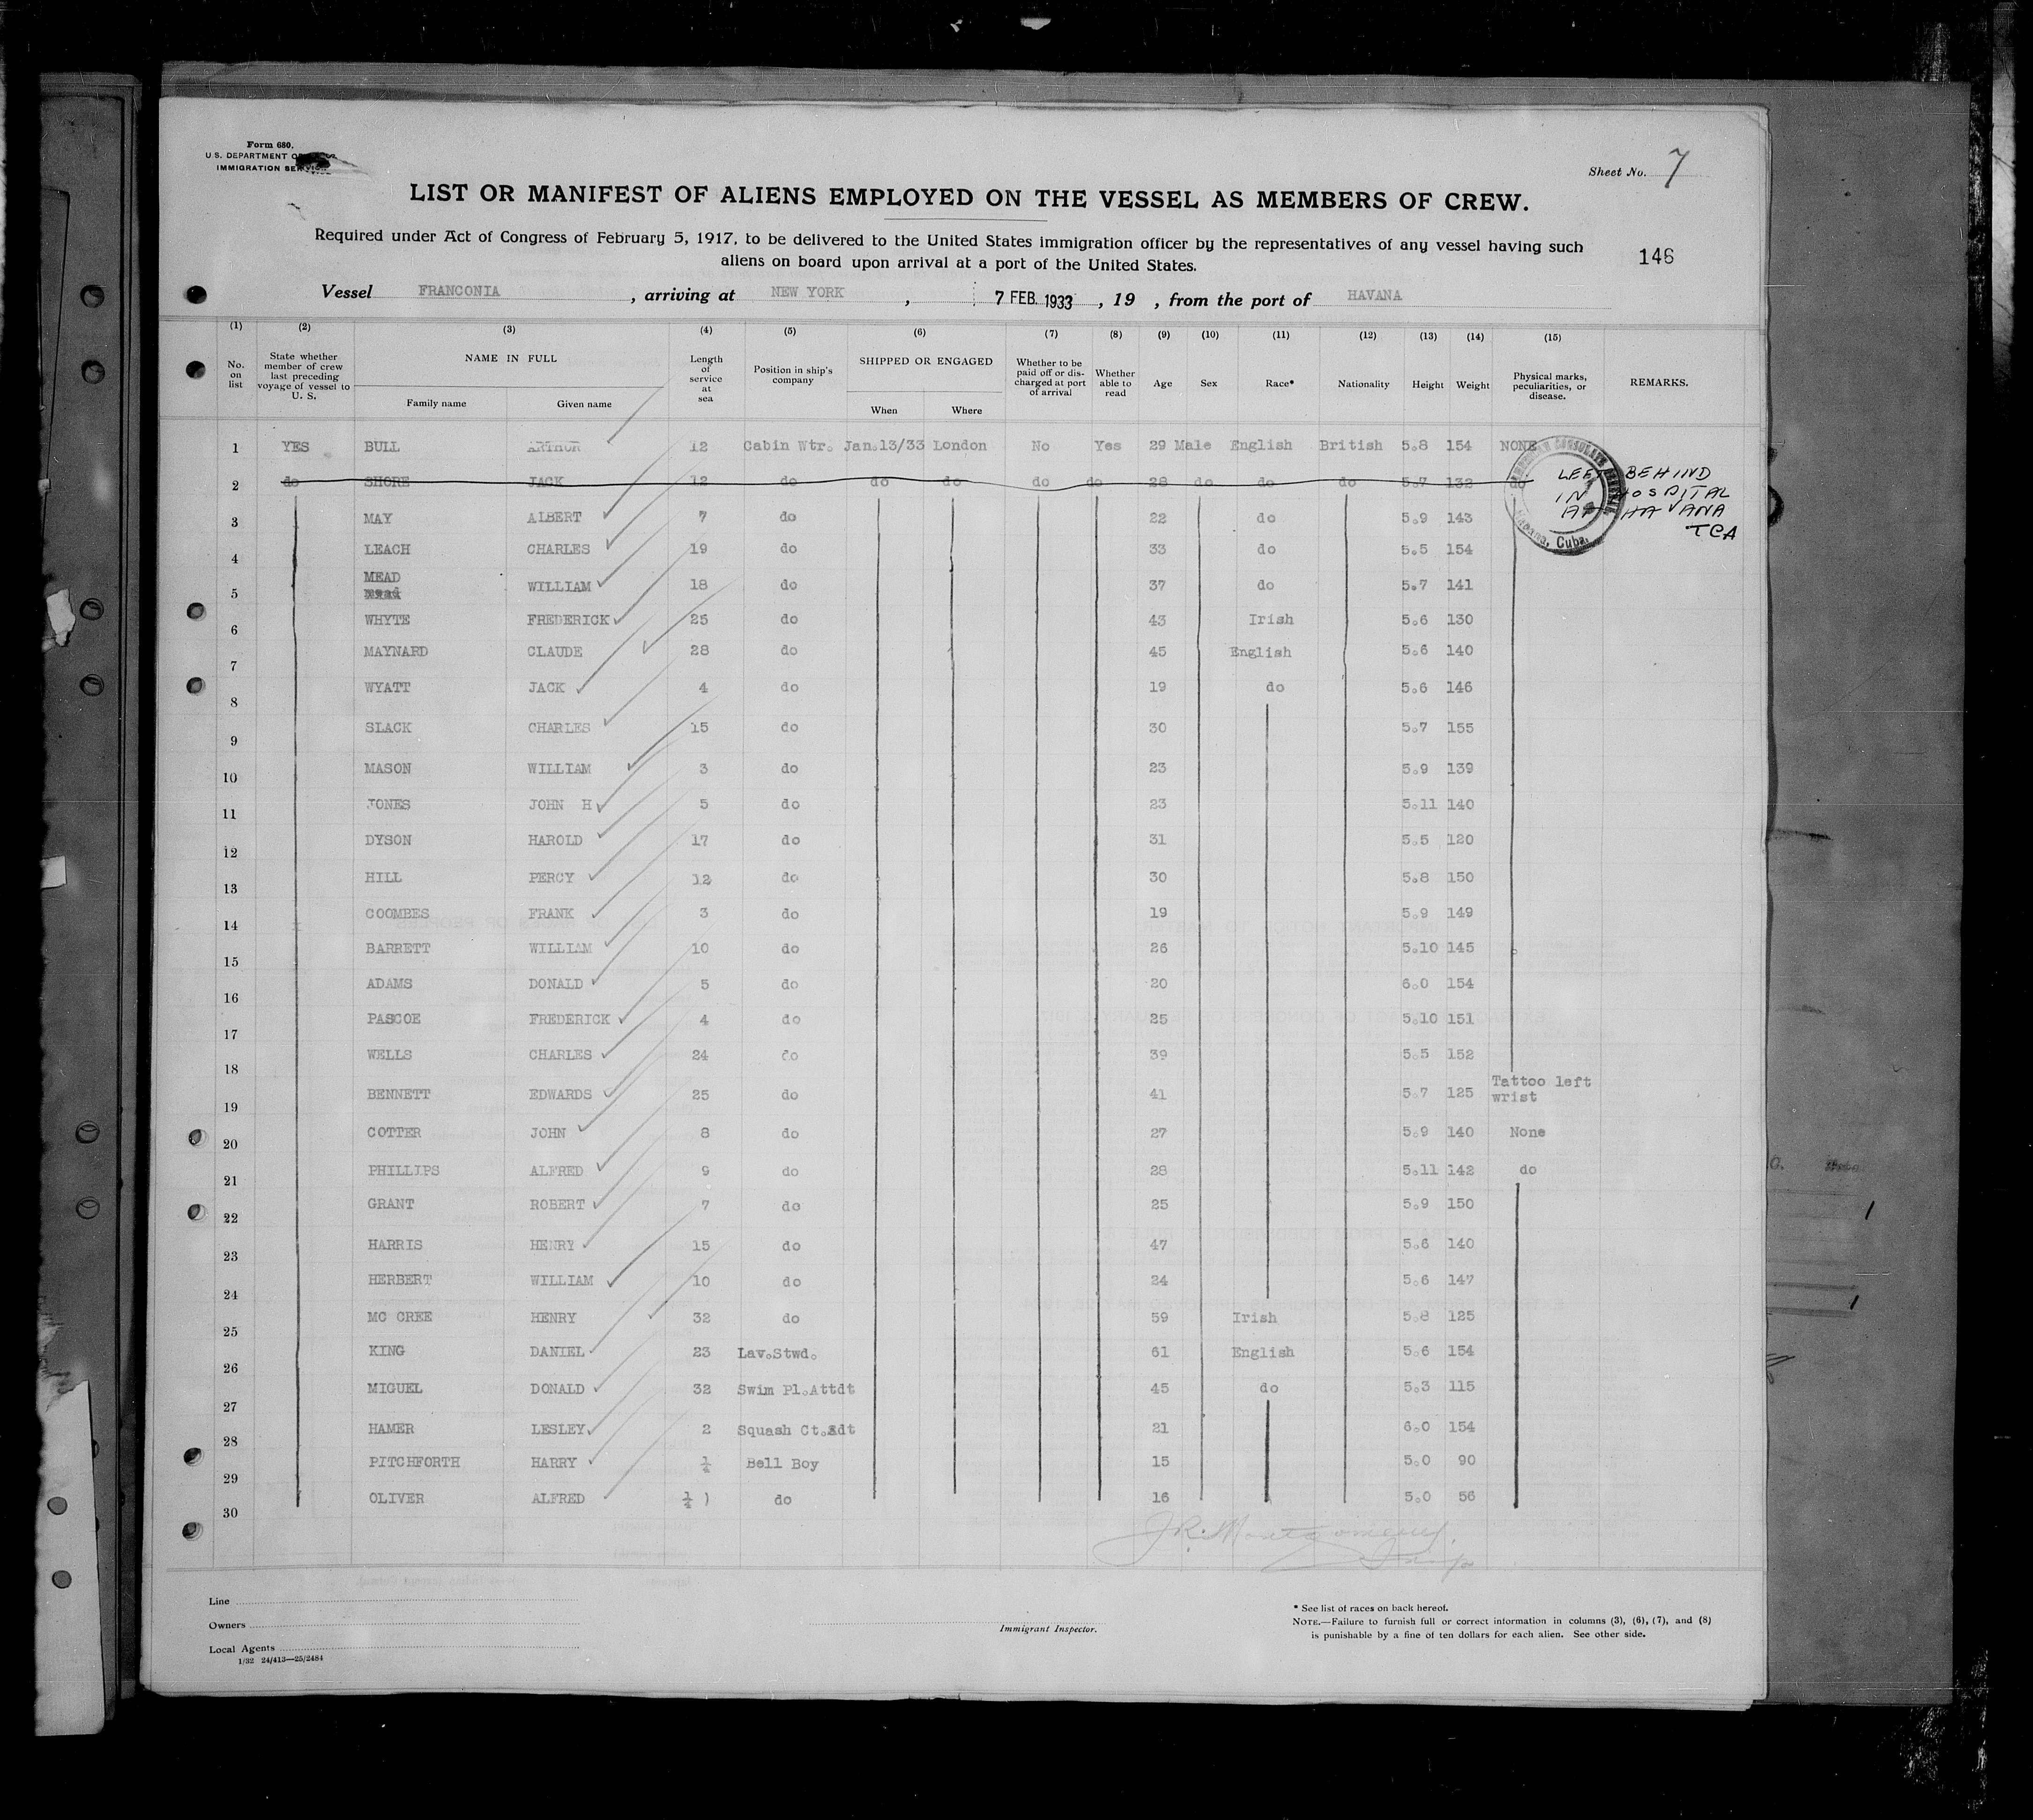 Form 680.
U.S. DEPARTMENT O
IMMIGRATION SER
Sheet No. 7
LIST OR MANIFEST OF ALIENS EMPLOYED ON THE VESSEL AS MEMBERS OF CREW.
Required under Act of Congress of February 5, 1917, to be delivered to the United States immigration officer by the representatives of any vessel having such
aliens on board upon arrival at a port of the United States.
146
Vessel FRANCONIA, arriving at NEW YORK, 7 FEB. 1933, 19 , from the port of HAVANA
(1) (2) (3) (4) (5) (6) (7) (8) (9) (10) (11) (12) (13) (14) (15)
No. on list State whether member of crew last preceding voyage of vessel to U. S. NAME IN FULL Length of service at sea Position in ship's company SHIPPED OR ENGAGED Whether to be paid off or discharged at port of arrival Whether able to read Age Sex Race* Nationality Height Weight Physical marks, peculiarities, or disease. REMARKS.
Family name Given name When Where
1 YES BULL ARTHUR 12 Cabin Wtr. Jan.13/33 London No Yes 29 Male English British 5.8 154 NONE
2 do SHORE JACK 12 do do do do do 28 do do do 5.7 132 do LEFT BEHIND
IN HOSPITAL
AT HAVANA
TCA
AMERICAN CONSULATE GENERAL
Havana, Cuba.
3 MAY ALBERT 7 do 22 do 5.9 143
4 LEACH CHARLES 19 do 33 do 5.5 154
5 MEAD WILLIAM 18 do 37 do 5.7 141
6 WHYTE FREDERICK 25 do 43 Irish 5.6 130
7 MAYNARD CLAUDE 28 do 45 English 5.6 140
8 WYATT JACK 4 do 19 do 5.6 146
9 SLACK CHARLES 15 do 30 5.7 155
10 MASON WILLIAM 3 do 23 5.9 139
11 JONES JOHN H 5 do 23 5.11 140
12 DYSON HAROLD 17 do 31 5.5 120
13 HILL PERCY 12 do 30 5.8 150
14 COOMBES FRANK 3 do 19 5.9 149
15 BARRETT WILLIAM 10 do 26 5.10 145
16 ADAMS DONALD 5 do 20 6.0 154
17 PASCOE FREDERICK 4 do 25 5.10 151
18 WELLS CHARLES 24 do 39 5.5 152
19 BENNETT EDWARDS 25 do 41 5.7 125 Tattoo left wrist
20 COTTER JOHN 8 do 27 5.9 140 None
21 PHILLIPS ALFRED 9 do 28 5.11 142 do
22 GRANT ROBERT 7 do 25 5.9 150
23 HARRIS HENRY 15 do 47 5.6 140
24 HERBERT WILLIAM 10 do 24 5.6 147
25 MC CREE HENRY 32 do 59 Irish 5.8 125
26 KING DANIEL 23 Lav.Stwd. 61 English 5.6 154
27 MIGUEL DONALD 32 Swim Pl.Attdt 45 do 5.3 115
28 HAMER LESLEY 2 Squash Ct.adt 21 6.0 154
29 PITCHFORTH HARRY ¼ Bell Boy 15 5.0 90
30 OLIVER ALFRED ¼ ) do 16 5.0 56
J.R. Montgomery
Line
Owners
Local Agents
1/32 24/413—25/2484
Immigrant Inspector.
* See list of races on back hereof.
NOTE.—Failure to furnish full or correct information in columns (3), (6), (7), and (8)
is punishable by a fine of ten dollars for each alien. See other side.